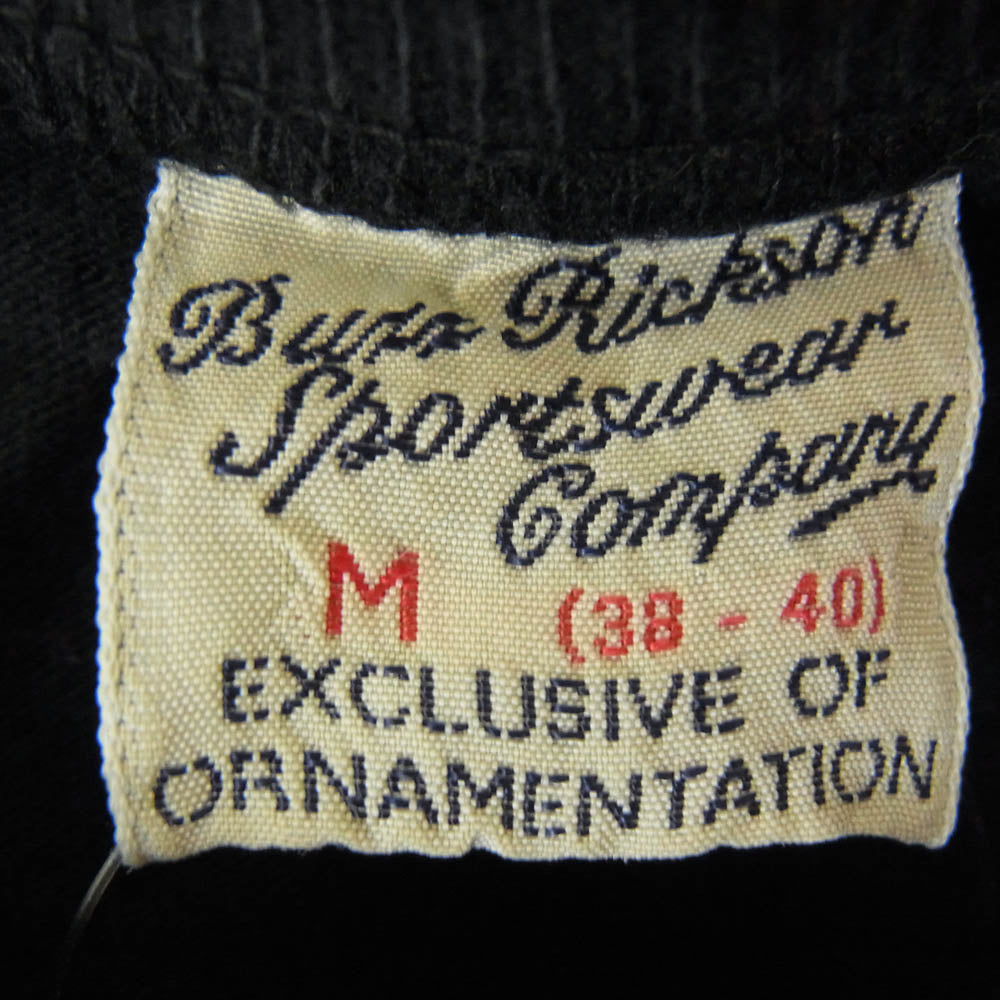 Buzz Rickson
Sportswear
Company
M (38 - 40)
EXCLUSIVE OF
ORNAMENTATION